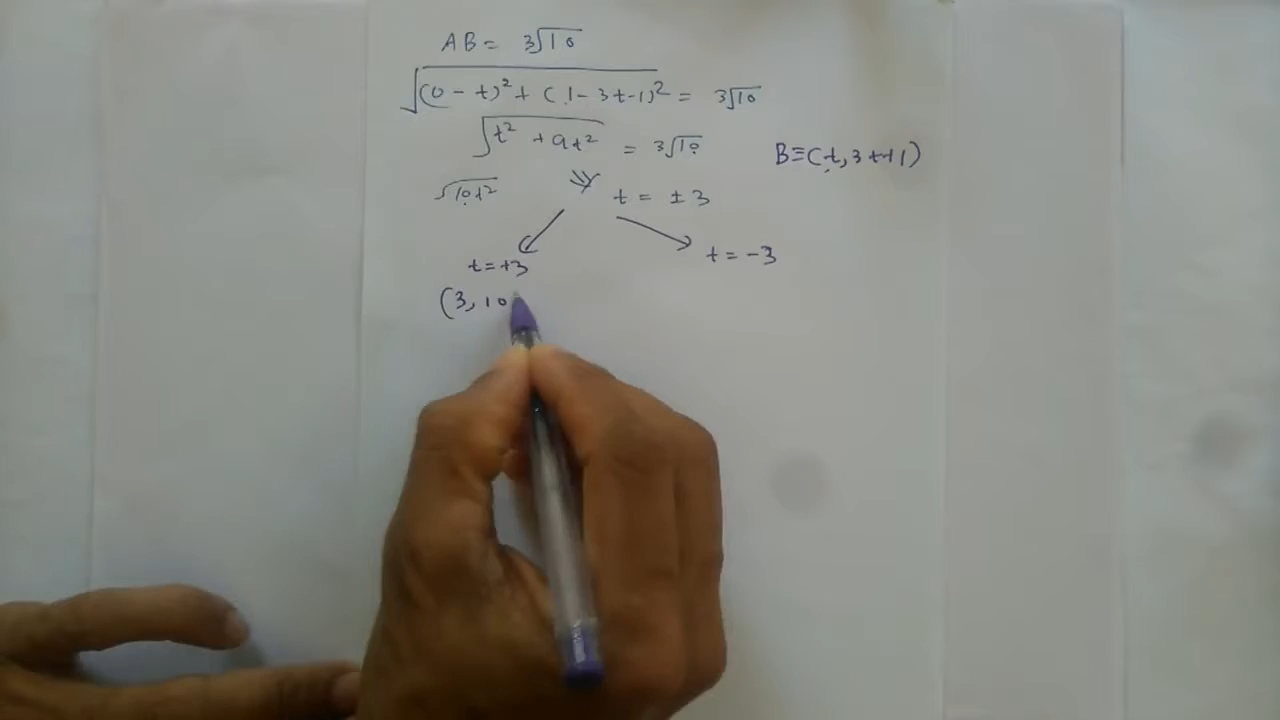 AB = 3√10
√(0 - t)² + (1 - 3t - 1)² = 3√10
√t² + 9t² = 3√10
B ≡ (t, 3t+1)
√10t²
t = ± 3
t = +3
t = -3
(3, 10